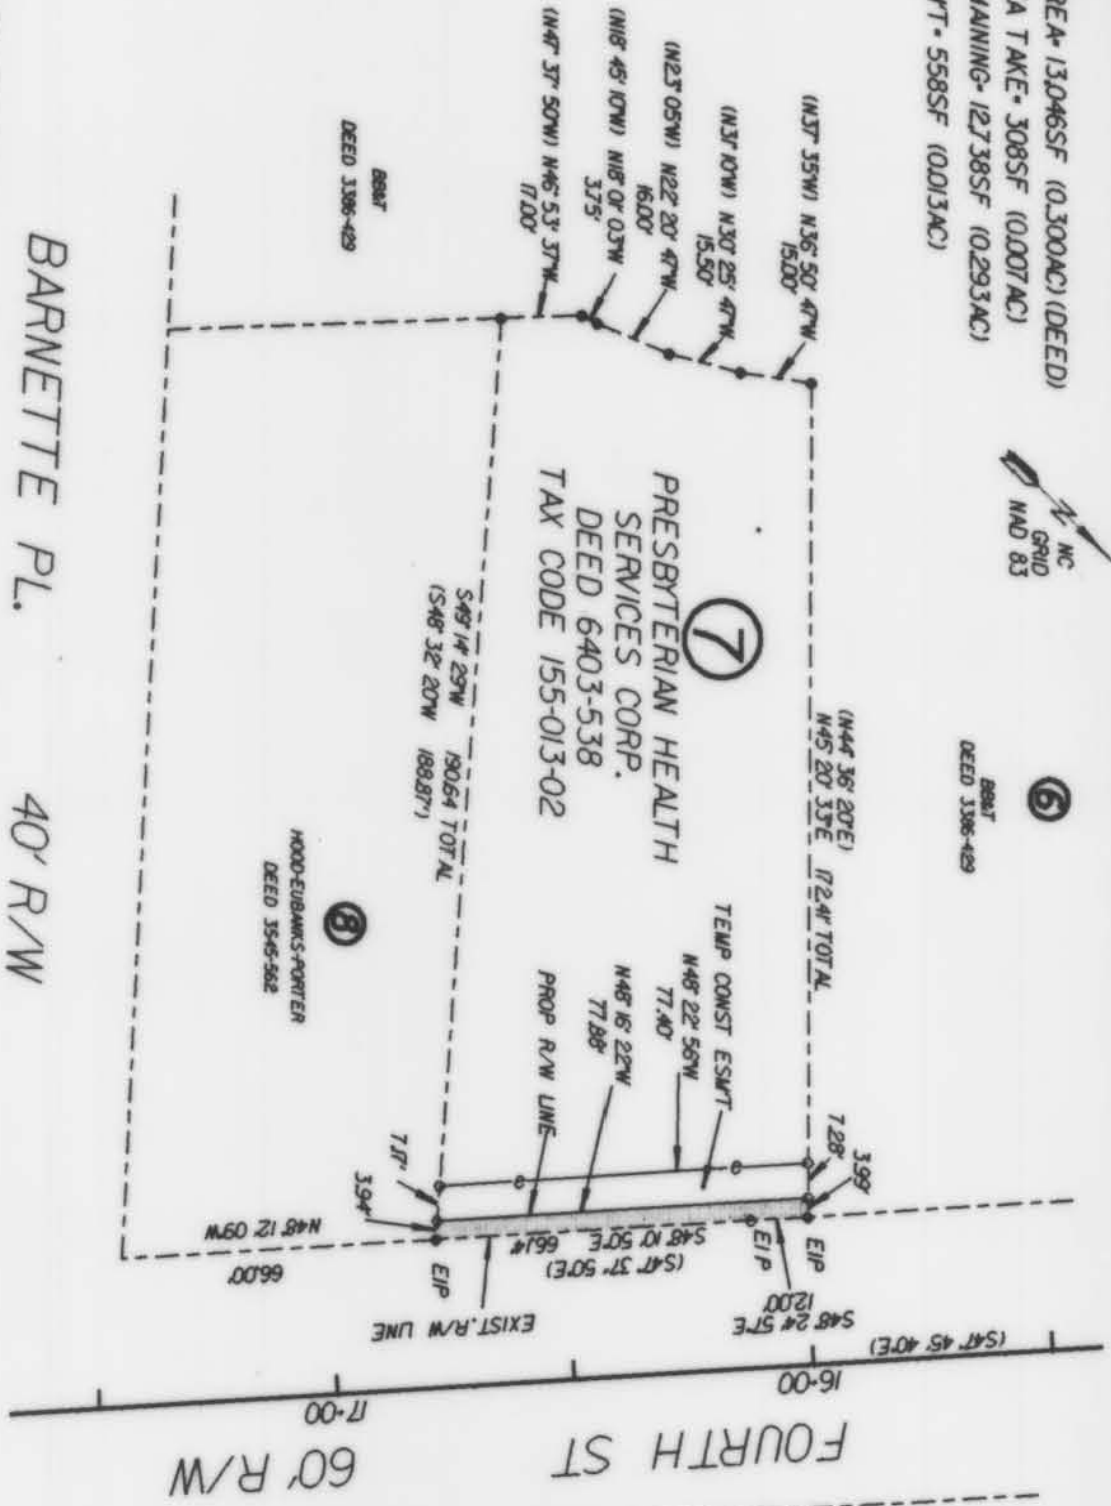 REA• 13,046SF (0.300AC) (DEED)
A TAKE• 308SF (0.007AC)
MAINING• 12,738SF (0.293AC)
YT• 558SF (0.013AC)
NC
GRID
NAD 83
N
(N37° 35'W) N36° 50' 47"W
15.00'
(N31° 10'W) N30° 25' 47"W
15.50'
(N23° 05'W) N22° 20' 47"W
16.00'
(N18° 45' 10"W) N18° 01' 03"W
3.75'
(N47° 37' 50"W) N46° 53' 37"W
17.00'
6
BB&T
DEED 3386-429
(N44° 36' 20"E)
N45° 20' 33"E 172.41' TOTAL
7
PRESBYTERIAN HEALTH
SERVICES CORP.
DEED 6403-538
TAX CODE 155-013-02
TEMP CONST ESM'T
N48° 22' 56"W
77.40'
N48° 16' 22"W
77.88'
PROP R/W LINE
7.28'
3.99'
7.17'
3.94'
S49° 14' 29"W 190.64 TOTAL
(S48° 32' 20"W 188.87')
BB&T
DEED 3386-429
8
HOOD-EUBANKS-PORTER
DEED 3545-562
EIP
EIP
EIP
S48° 10' 50"E 66.14'
(S47° 37' 50"E)
12.00'
S48° 24' 57"E
(S47° 45' 40"E)
EXIST. R/W LINE
N48° 12' 09"W
66.00'
16+00
17+00
FOURTH ST 60' R/W
BARNETTE PL. 40' R/W